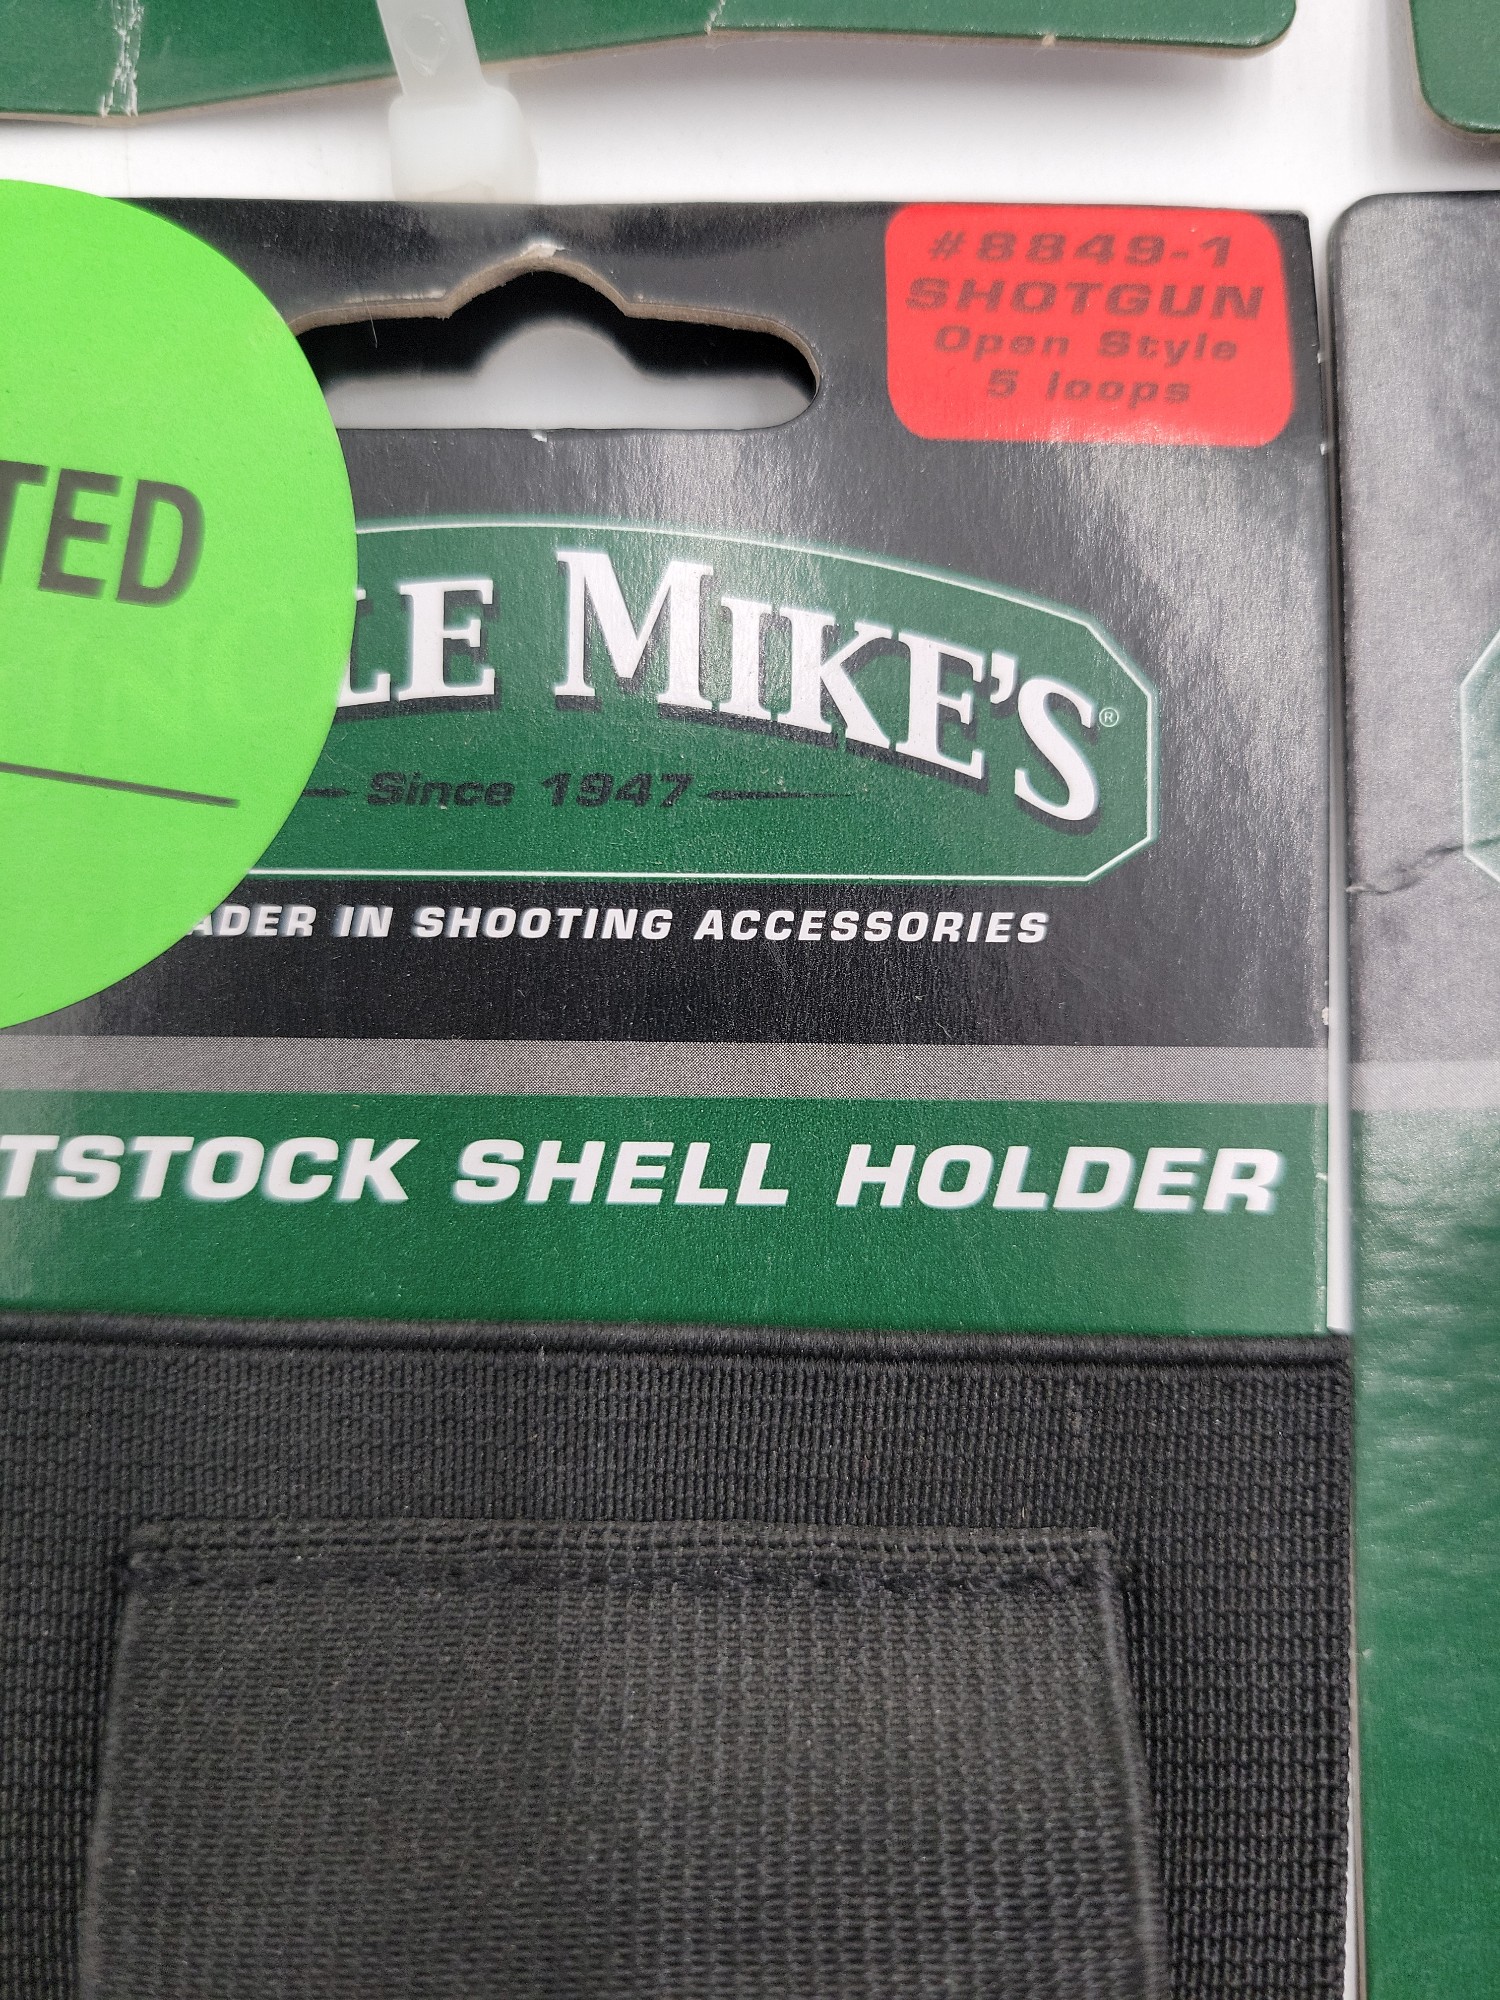 #8849-1
SHOTGUN
Open Style
5 loops
TED
LE MIKE'S®
Since 1947
ADER IN SHOOTING ACCESSORIES
TSTOCK SHELL HOLDER